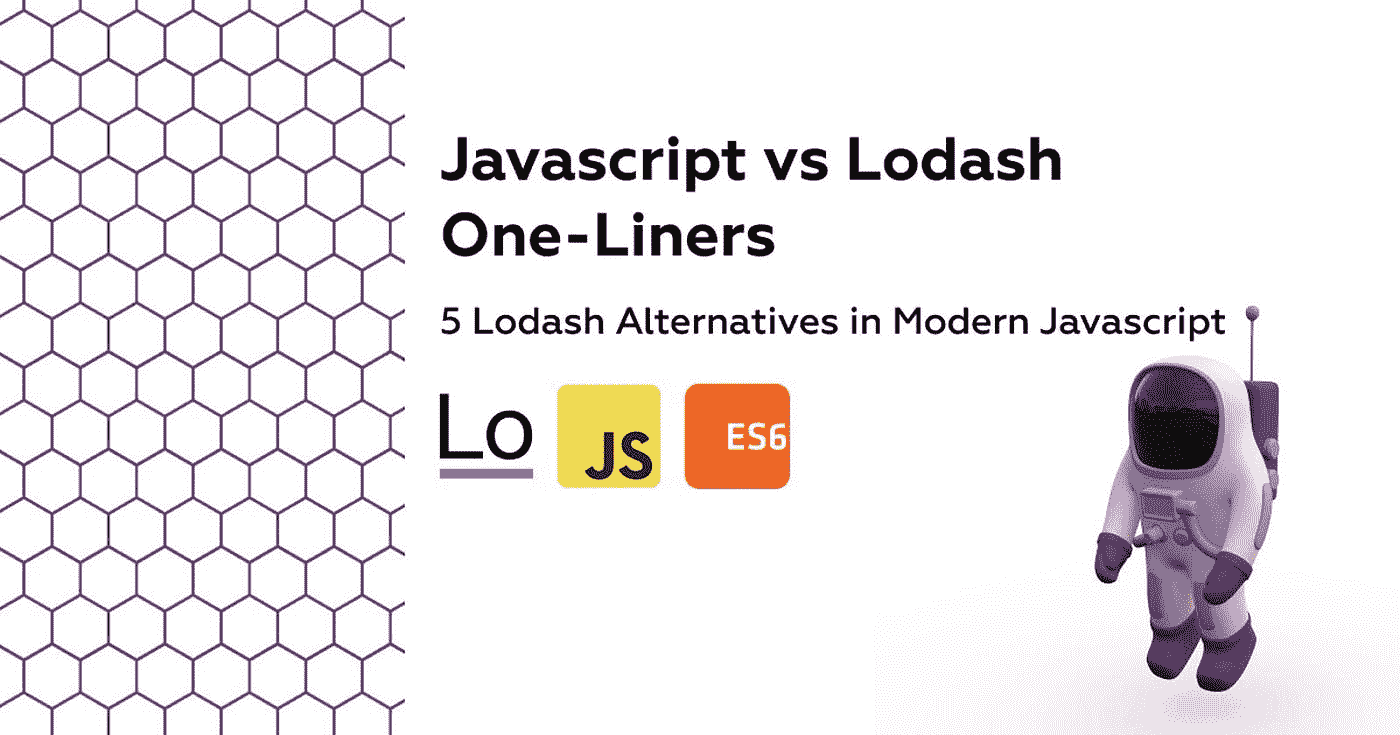 Javascript vs Lodash
One-Liners
5 Lodash Alternatives in Modern Javascript
Lo
JS
ES6